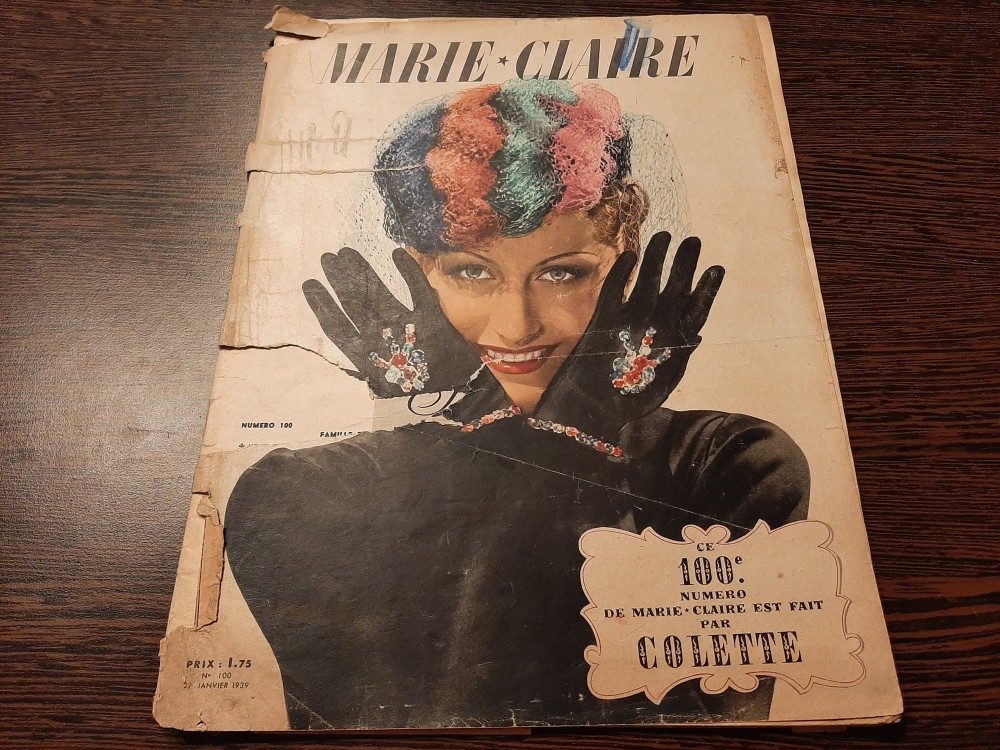 MARIE ★ CLAIRE
NUMERO 100
CE
100e.
NUMERO
DE MARIE★CLAIRE EST FAIT
PAR
COLETTE
PRIX : 1.75
N° 100
27 JANVIER 1939